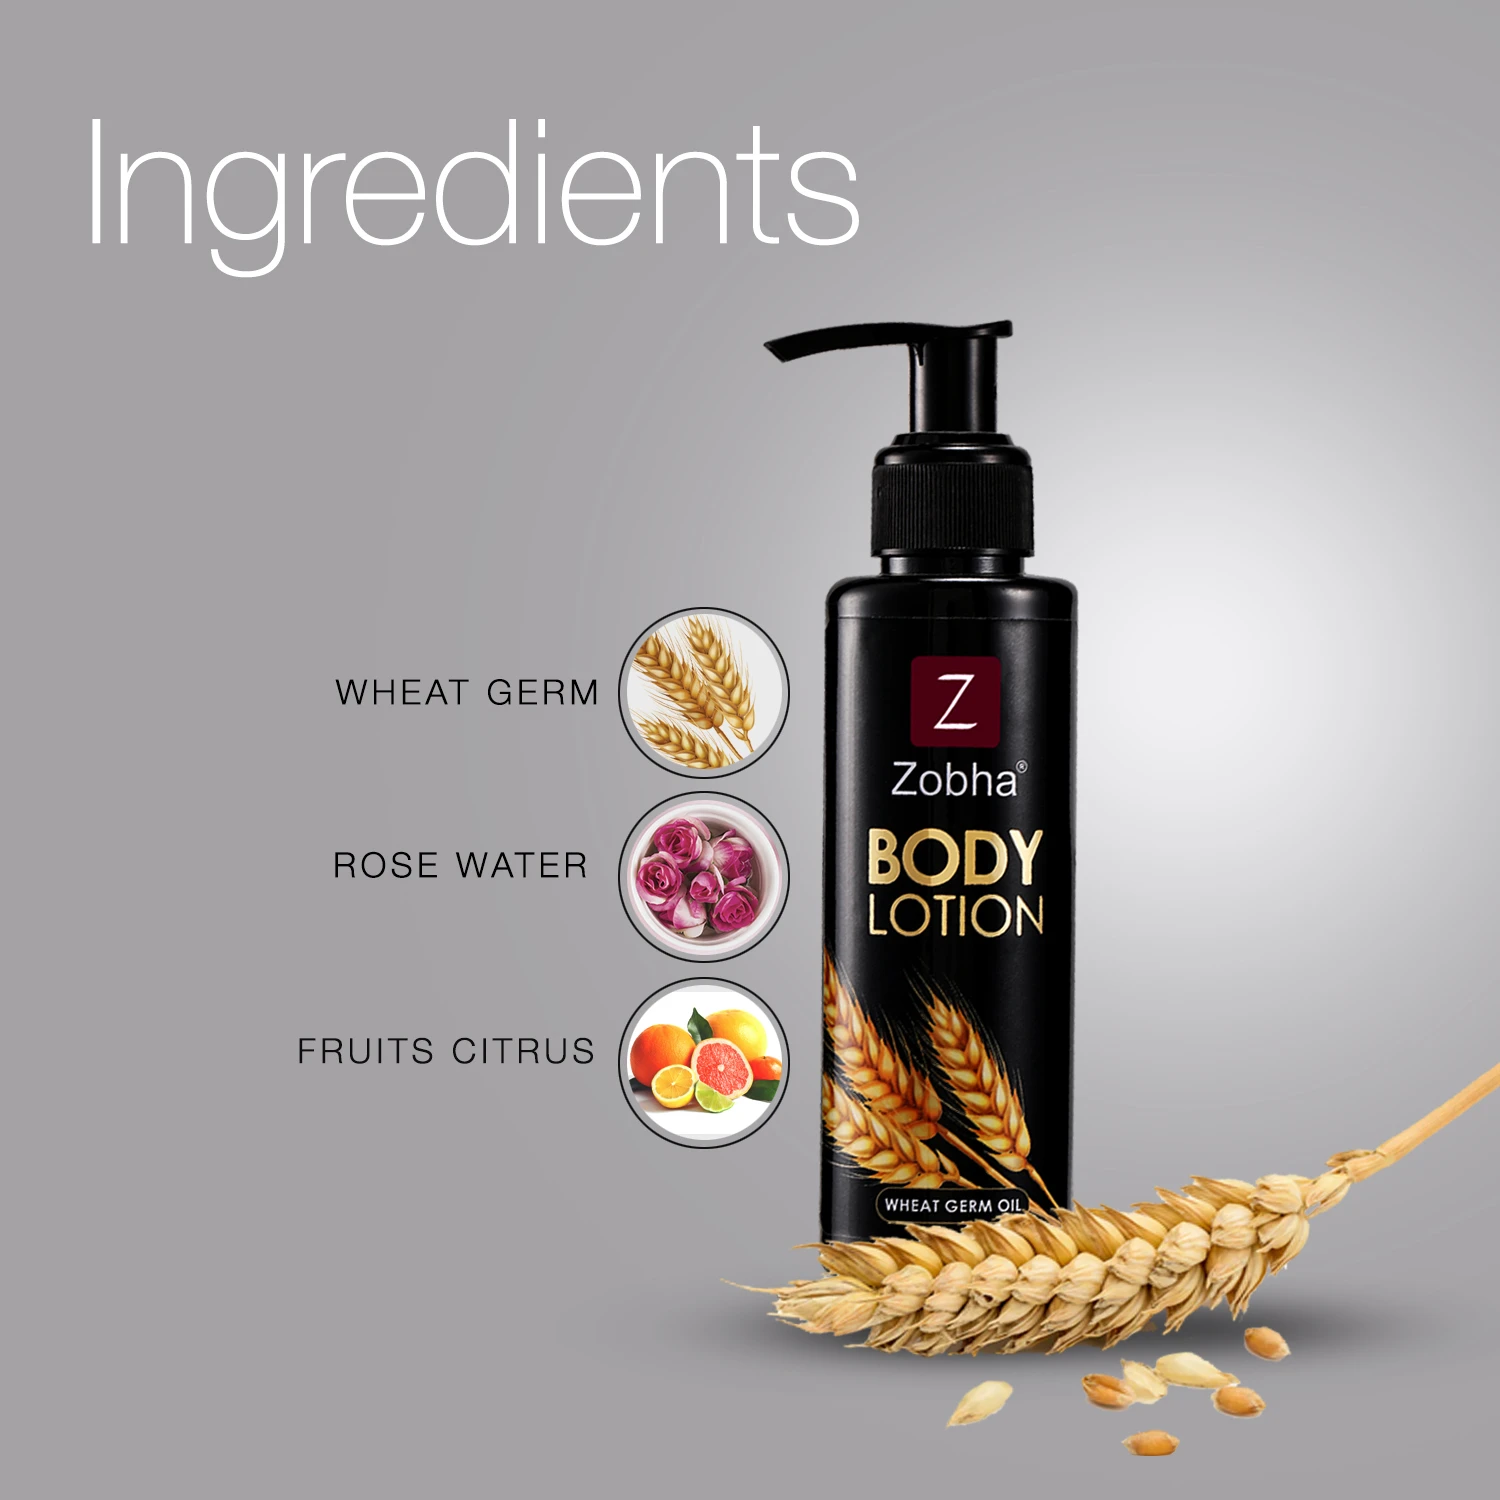 Ingredients
WHEAT GERM
ROSE WATER
FRUITS CITRUS
Z
Zobha®
BODY
LOTION
WHEAT GERM OIL